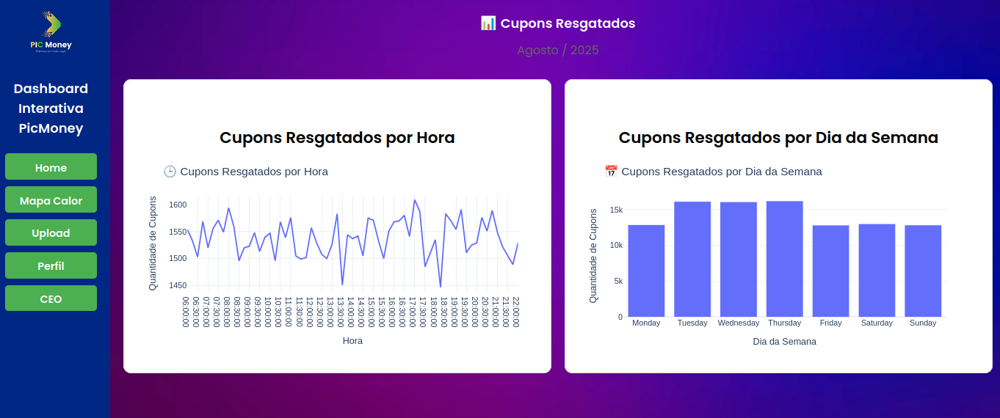 PIC Money
Prêmios em todo lugar
Dashboard
Interativa
PicMoney
Home
Mapa Calor
Upload
Perfil
CEO
📊 Cupons Resgatados
Agosto / 2025
Cupons Resgatados por Hora
🕒 Cupons Resgatados por Hora
Quantidade de Cupons
1600
1550
1500
1450
06:00:00
06:30:00
07:00:00
07:30:00
08:00:00
08:30:00
09:00:00
09:30:00
10:00:00
10:30:00
11:00:00
11:30:00
12:00:00
12:30:00
13:00:00
13:30:00
14:00:00
14:30:00
15:00:00
15:30:00
16:00:00
16:30:00
17:00:00
17:30:00
18:00:00
18:30:00
19:00:00
19:30:00
20:00:00
20:30:00
21:00:00
21:30:00
22:00:00
Hora
Cupons Resgatados por Dia da Semana
📅 Cupons Resgatados por Dia da Semana
Quantidade de Cupons
15k
10k
5k
0
Monday Tuesday Wednesday Thursday Friday Saturday Sunday
Dia da Semana